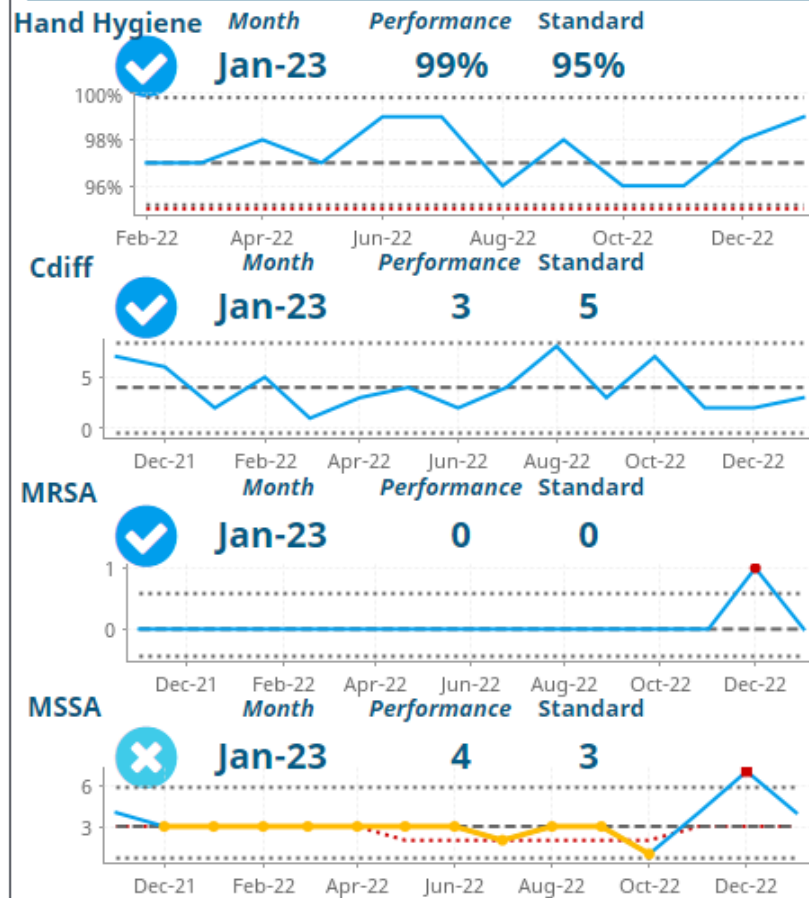 Hand Hygiene Month Performance Standard
Jan-23 99% 95%
100%
98%
96%
Feb-22 Apr-22 Jun-22 Aug-22 Oct-22 Dec-22
Cdiff Month Performance Standard
Jan-23 3 5
5
0
Dec-21 Feb-22 Apr-22 Jun-22 Aug-22 Oct-22 Dec-22
MRSA Month Performance Standard
Jan-23 0 0
1
0
Dec-21 Feb-22 Apr-22 Jun-22 Aug-22 Oct-22 Dec-22
MSSA Month Performance Standard
Jan-23 4 3
6
3
Dec-21 Feb-22 Apr-22 Jun-22 Aug-22 Oct-22 Dec-22